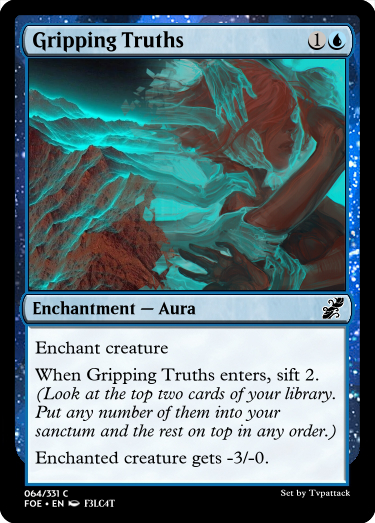 Gripping Truths 1
Enchantment — Aura
Enchant creature
When Gripping Truths enters, sift 2.
(Look at the top two cards of your library.
Put any number of them into your
sanctum and the rest on top in any order.)
Enchanted creature gets -3/-0.
064/331 C
Set by Tvpattack
FOE • EN F3LC4T